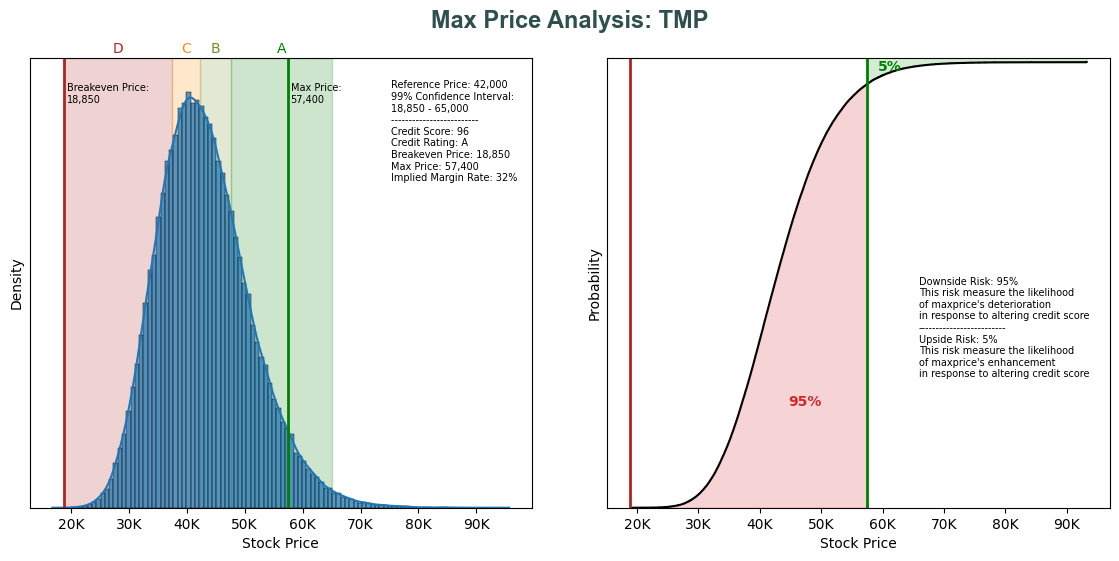 Max Price Analysis: TMP
D
C
B
A
Breakeven Price:
18,850
Max Price:
57,400
Reference Price: 42,000
99% Confidence Interval:
18,850 - 65,000
-------------------------
Credit Score: 96
Credit Rating: A
Breakeven Price: 18,850
Max Price: 57,400
Implied Margin Rate: 32%
Density
20K
30K
40K
50K
60K
70K
80K
90K
Stock Price
5%
95%
Downside Risk: 95%
This risk measure the likelihood
of maxprice's deterioration
in response to altering credit score
-------------------------
Upside Risk: 5%
This risk measure the likelihood
of maxprice's enhancement
in response to altering credit score
Probability
20K
30K
40K
50K
60K
70K
80K
90K
Stock Price